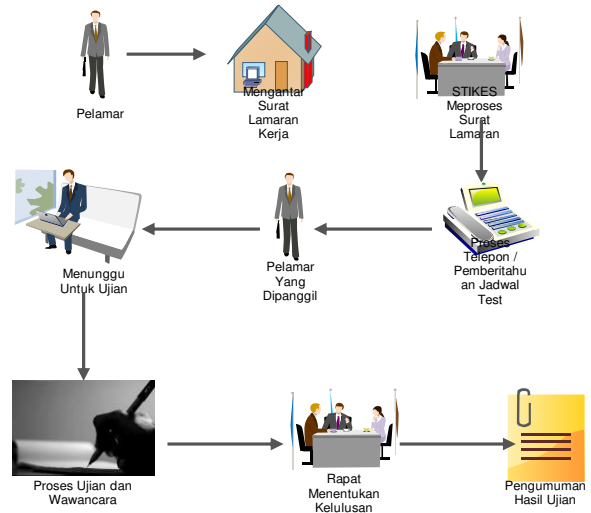 Pelamar
Mengantar
Surat
Lamaran
Kerja
STIKES
Meproses
Surat
Lamaran
Proses
Telepon /
Pemberitahu
an Jadwal
Test
Pelamar
Yang
Dipanggil
Menunggu
Untuk Ujian
Proses Ujian dan
Wawancara
Rapat
Menentukan
Kelulusan
Pengumuman
Hasil Ujian